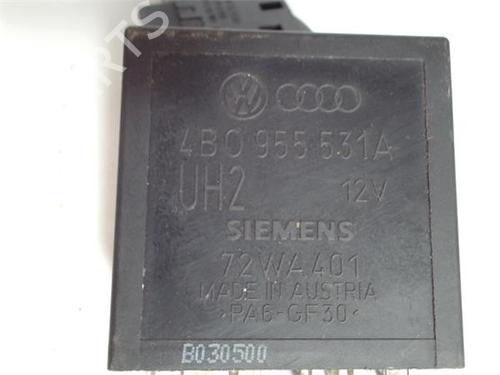 4B0 955 531A
UH2 12V
SIEMENS
72WA401
MADE IN AUSTRIA
>PA6-GF30<
B030500